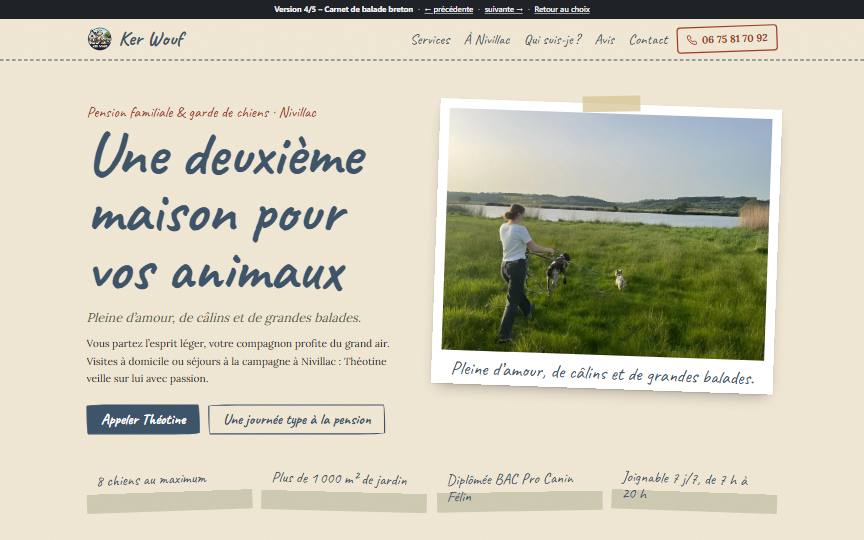 Version 4/5 – Carnet de balade breton · ← précédente · suivante → · Retour au choix
Ker Wouf
Services À Nivillac Qui suis-je ? Avis Contact 06 75 81 70 92
Pension familiale & garde de chiens · Nivillac
Une deuxième
maison pour
vos animaux
Pleine d'amour, de câlins et de grandes balades.
Vous partez l'esprit léger, votre compagnon profite du grand air.
Visites à domicile ou séjours à la campagne à Nivillac : Théotine
veille sur lui avec passion.
Appeler Théotine
Une journée type à la pension
Pleine d'amour, de câlins et de grandes balades.
8 chiens au maximum
Plus de 1 000 m² de jardin
Diplômée BAC Pro Canin
Félin
Joignable 7 j/7, de 7 h à
20 h